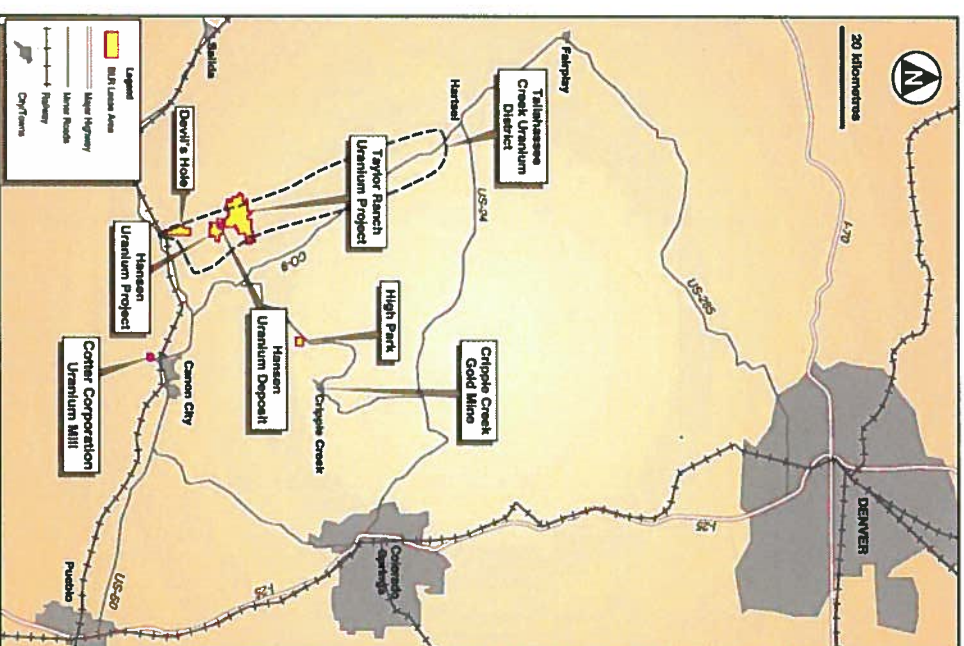 N
20 kilometres
DENVER
I-70
US-285
Fairplay
Tallahassee
Creek Uranium
District
Hartsel
US-24
Cripple Creek
Gold Mine
Colorado
Springs
High Park
Taylor Ranch
Uranium Project
Cripple Creek
CO-9
Hansen
Uranium Deposit
Salida
Devil's Hole
Canon City
Hansen
Uranium Project
US-50
Cotter Corporation
Uranium Mill
Pueblo
Legend
BLR Lease Area
Major Highway
Minor Roads
Railway
City/Towns